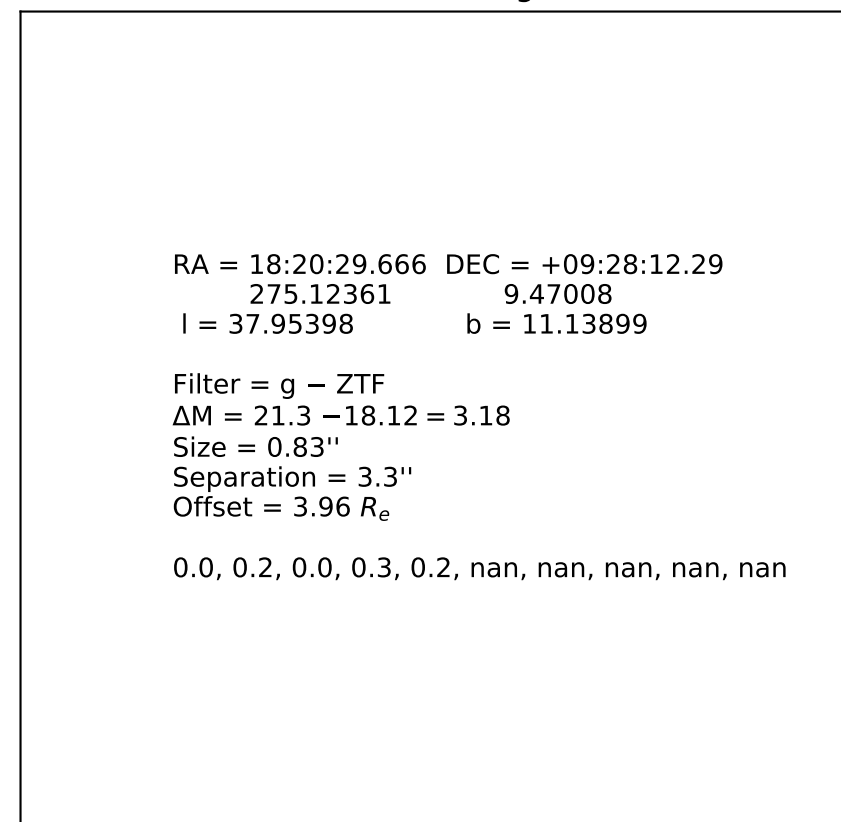 RA = 18:20:29.666  DEC = +09:28:12.29
275.12361 9.47008
l = 37.95398 b = 11.13899
Filter = g − ZTF
ΔM = 21.3 −18.12 = 3.18
Size = 0.83''
Separation = 3.3''
Offset = 3.96 Re
0.0, 0.2, 0.0, 0.3, 0.2, nan, nan, nan, nan, nan